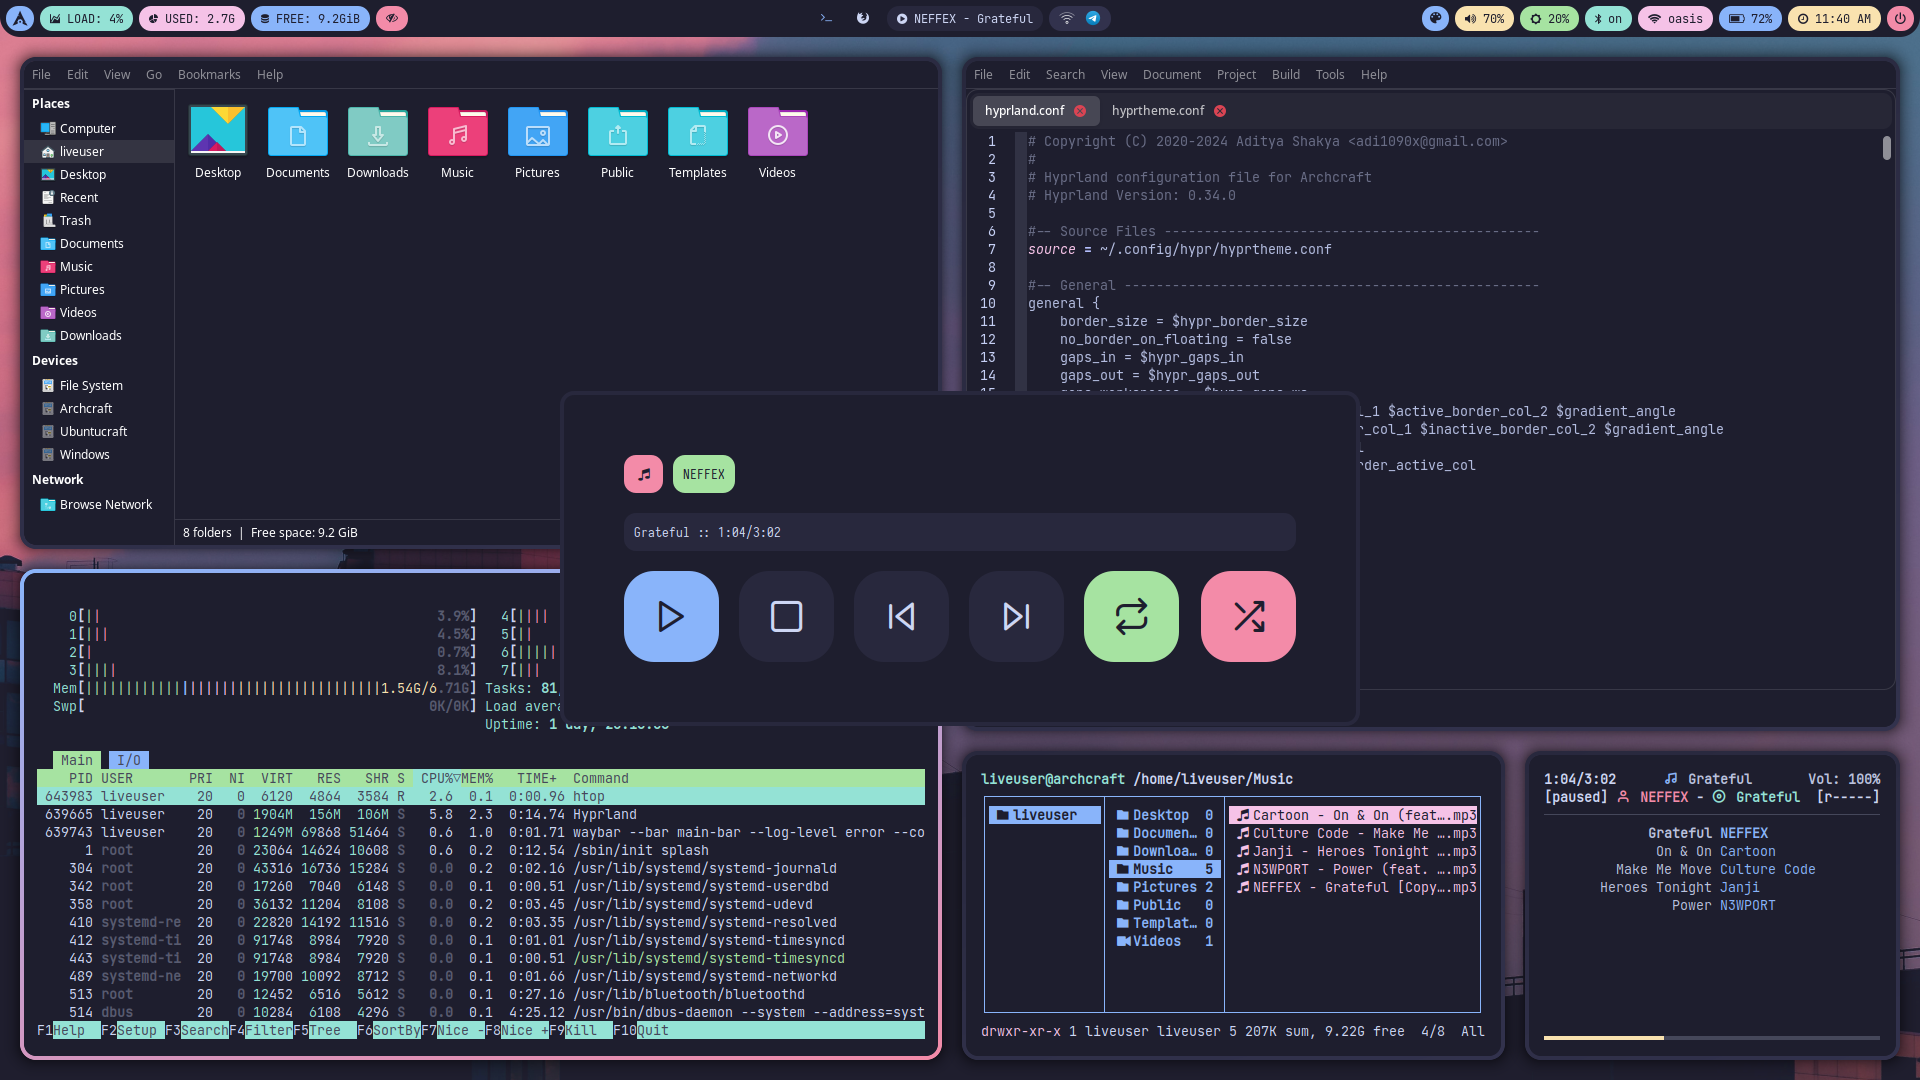 LOAD: 4% USED: 2.7G FREE: 9.2GiB >_ NEFFEX - Grateful 70% 20% on oasis 72% 11:40 AM
File Edit View Go Bookmarks Help
Places
Computer
liveuser
Desktop
Recent
Trash
Documents
Music
Pictures
Videos
Downloads
Devices
File System
Archcraft
Ubuntucraft
Windows
Network
Browse Network
Desktop Documents Downloads Music Pictures Public Templates Videos
8 folders | Free space: 9.2 GiB
File Edit Search View Document Project Build Tools Help
hyprland.conf hyprtheme.conf
1 # Copyright (C) 2020-2024 Aditya Shakya <adi1090x@gmail.com>
2 #
3 # Hyprland configuration file for Archcraft
4 # Hyprland Version: 0.34.0
5
6 #-- Source Files -----------------------------------------------
7 source = ~/.config/hypr/hyprtheme.conf
8
9 #-- General ----------------------------------------------------
10 general {
11 border_size = $hypr_border_size
12 no_border_on_floating = false
13 gaps_in = $hypr_gaps_in
14 gaps_out = $hypr_gaps_out
_1 $active_border_col_2 $gradient_angle
_col_1 $inactive_border_col_2 $gradient_angle
rder_active_col
NEFFEX
Grateful :: 1:04/3:02
0[|| 3.9%] 4[||||
1[||| 4.5%] 5[||
2[| 0.7%] 6[|||||
3[|||| 8.1%] 7[|||
Mem[|||||||||||||||||||||||||||||||||||||1.54G/6.71G] Tasks: 81,
Swp[ 0K/0K] Load avera
Uptime: 1 day,
Main I/O
PID USER PRI NI VIRT RES SHR S CPU%▽MEM% TIME+ Command
643983 liveuser 20 0 6120 4864 3584 R 2.6 0.1 0:00.96 htop
639665 liveuser 20 0 1904M 156M 106M S 5.8 2.3 0:14.74 Hyprland
639743 liveuser 20 0 1249M 69868 51464 S 0.6 1.0 0:01.71 waybar --bar main-bar --log-level error --co
1 root 20 0 23064 14624 10608 S 0.6 0.2 0:12.54 /sbin/init splash
304 root 20 0 43316 16736 15284 S 0.0 0.2 0:02.16 /usr/lib/systemd/systemd-journald
342 root 20 0 17260 7040 6148 S 0.0 0.1 0:00.51 /usr/lib/systemd/systemd-userdbd
358 root 20 0 36132 11204 8108 S 0.0 0.2 0:03.45 /usr/lib/systemd/systemd-udevd
410 systemd-re 20 0 22820 14192 11516 S 0.0 0.2 0:03.35 /usr/lib/systemd/systemd-resolved
412 systemd-ti 20 0 91748 8984 7920 S 0.0 0.1 0:01.01 /usr/lib/systemd/systemd-timesyncd
443 systemd-ti 20 0 91748 8984 7920 S 0.0 0.1 0:00.51 /usr/lib/systemd/systemd-timesyncd
489 systemd-ne 20 0 19700 10092 8712 S 0.0 0.1 0:01.66 /usr/lib/systemd/systemd-networkd
513 root 20 0 12452 6516 5612 S 0.0 0.1 0:27.16 /usr/lib/bluetooth/bluetoothd
514 dbus 20 0 10284 6108 4296 S 0.0 0.1 4:25.12 /usr/bin/dbus-daemon --system --address=syst
F1Help F2Setup F3SearchF4FilterF5Tree F6SortByF7Nice -F8Nice +F9Kill F10Quit
liveuser@archcraft /home/liveuser/Music
liveuser
Desktop 0
Documen… 0
Downloa… 0
Music 5
Pictures 2
Public 0
Templat… 0
Videos 1
Cartoon - On & On (feat….mp3
Culture Code - Make Me ….mp3
Janji - Heroes Tonight ….mp3
N3WPORT - Power (feat. ….mp3
NEFFEX - Grateful [Copy….mp3
drwxr-xr-x 1 liveuser liveuser 5 207K sum, 9.22G free 4/8 All
1:04/3:02 Grateful Vol: 100%
[paused] NEFFEX - Grateful [r-----]
Grateful NEFFEX
On & On Cartoon
Make Me Move Culture Code
Heroes Tonight Janji
Power N3WPORT